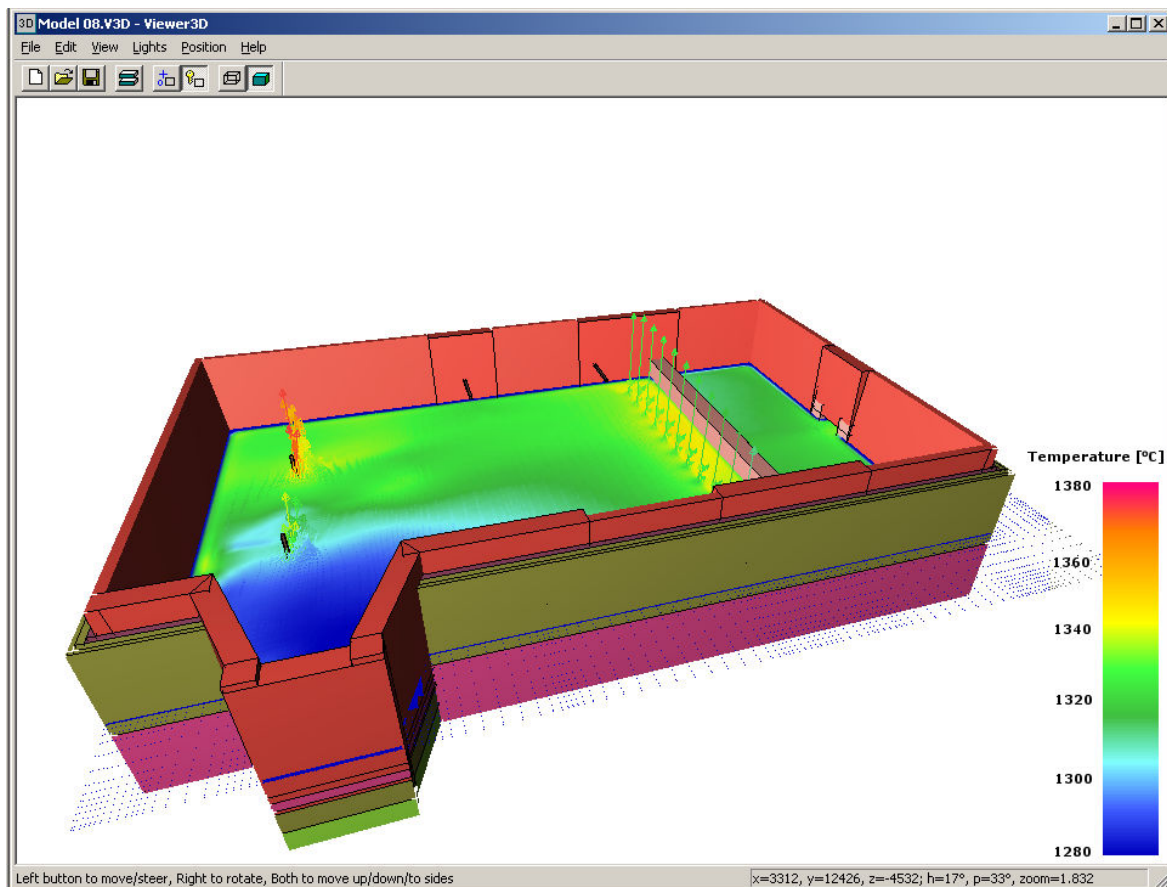 3D Model 08.V3D - Viewer3D
File Edit View Lights Position Help
Temperature [ºC]
1380
1360
1340
1320
1300
1280
Left button to move/steer, Right to rotate, Both to move up/down/to sides
x=3312, y=12426, z=-4532; h=17°, p=33°, zoom=1.832